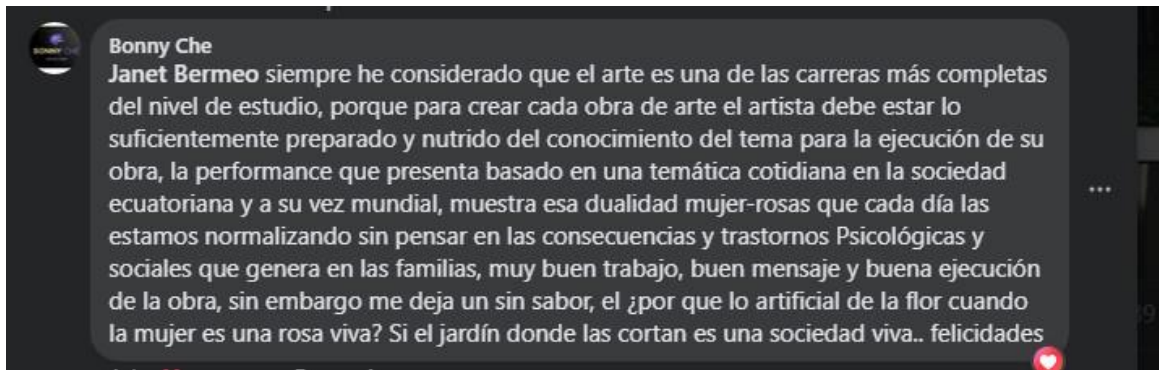 Bonny Che
Janet Bermeo siempre he considerado que el arte es una de las carreras más completas
del nivel de estudio, porque para crear cada obra de arte el artista debe estar lo
suficientemente preparado y nutrido del conocimiento del tema para la ejecución de su
obra, la performance que presenta basado en una temática cotidiana en la sociedad
ecuatoriana y a su vez mundial, muestra esa dualidad mujer-rosas que cada día las
estamos normalizando sin pensar en las consecuencias y trastornos Psicológicas y
sociales que genera en las familias, muy buen trabajo, buen mensaje y buena ejecución
de la obra, sin embargo me deja un sin sabor, el ¿por que lo artificial de la flor cuando
la mujer es una rosa viva? Si el jardín donde las cortan es una sociedad viva.. felicidades